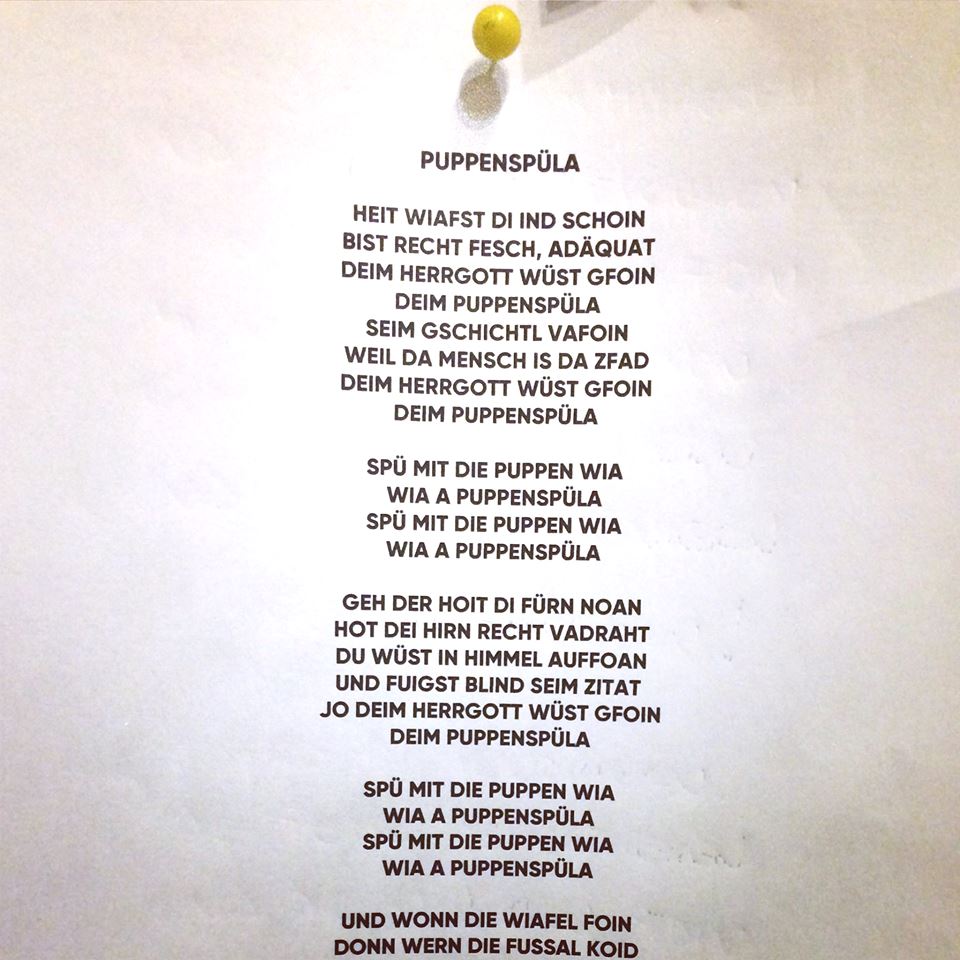 PUPPENSPÜLA
HEIT WIAFST DI IND SCHOIN
BIST RECHT FESCH, ADÄQUAT
DEIM HERRGOTT WÜST GFOIN
DEIM PUPPENSPÜLA
SEIM GSCHICHTL VAFOIN
WEIL DA MENSCH IS DA ZFAD
DEIM HERRGOTT WÜST GFOIN
DEIM PUPPENSPÜLA
SPÜ MIT DIE PUPPEN WIA
WIA A PUPPENSPÜLA
SPÜ MIT DIE PUPPEN WIA
WIA A PUPPENSPÜLA
GEH DER HOIT DI FÜRN NOAN
HOT DEI HIRN RECHT VADRAHT
DU WÜST IN HIMMEL AUFFOAN
UND FUIGST BLIND SEIM ZITAT
JO DEIM HERRGOTT WÜST GFOIN
DEIM PUPPENSPÜLA
SPÜ MIT DIE PUPPEN WIA
WIA A PUPPENSPÜLA
SPÜ MIT DIE PUPPEN WIA
WIA A PUPPENSPÜLA
UND WONN DIE WIAFEL FOIN
DONN WERN DIE FUSSAL KOID